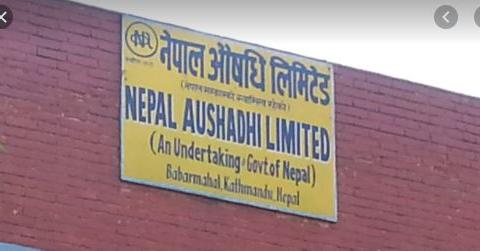 नेपाल औषधि लिमिटेड
NEPAL AUSHADHI LIMITED
(An Undertaking of Govt of Nepal)
Babarmahal, Kathmandu, Nepal